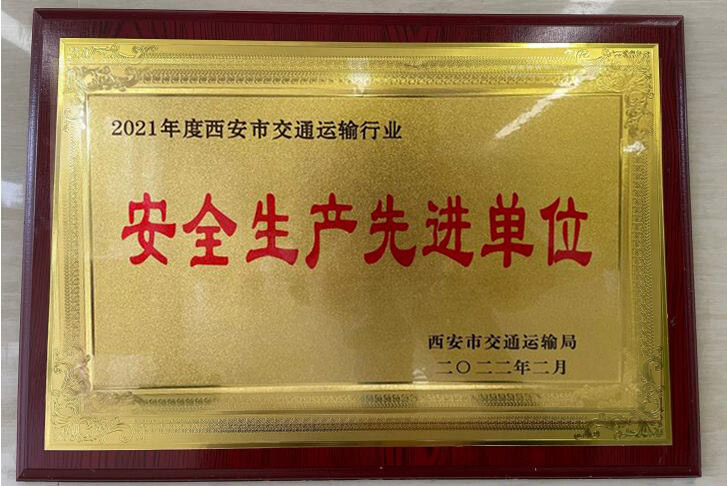 2021年度西安市交通运输行业
安全生产先进单位
西安市交通运输局
二〇二二年二月